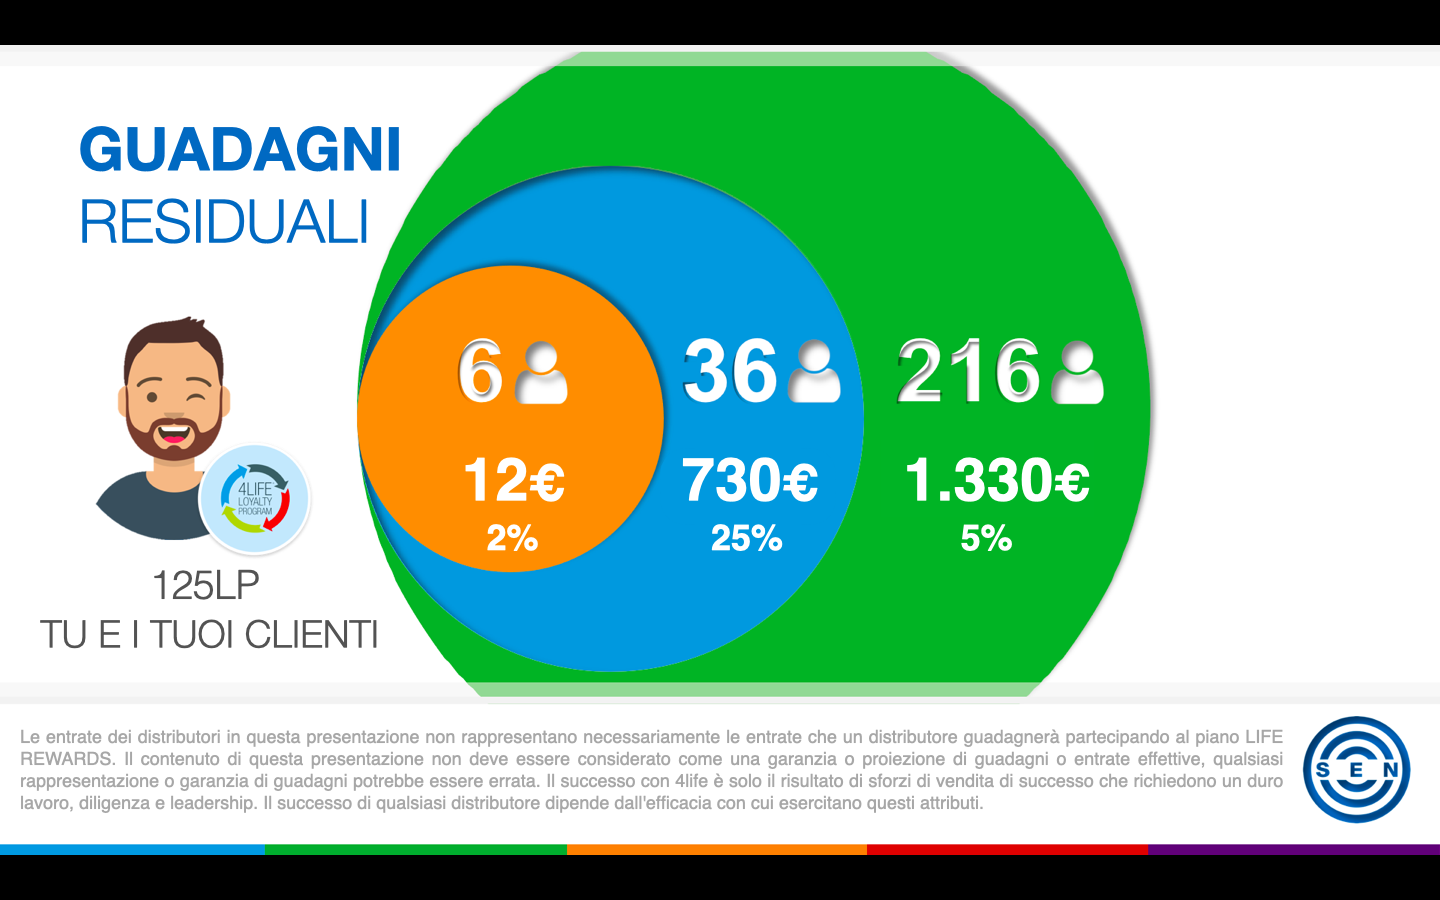 GUADAGNI
RESIDUALI
6
36
216
12€
730€
1.330€
2%
25%
5%
4LIFE
LOYALTY
PROGRAM
125LP
TU E I TUOI CLIENTI
Le entrate dei distributori in questa presentazione non rappresentano necessariamente le entrate che un distributore guadagnerà partecipando al piano LIFE
REWARDS. Il contenuto di questa presentazione non deve essere considerato come una garanzia o proiezione di guadagni o entrate effettive, qualsiasi
rappresentazione o garanzia di guadagni potrebbe essere errata. Il successo con 4life è solo il risultato di sforzi di vendita di successo che richiedono un duro
lavoro, diligenza e leadership. Il successo di qualsiasi distributore dipende dall'efficacia con cui esercitano questi attributi.
SEN